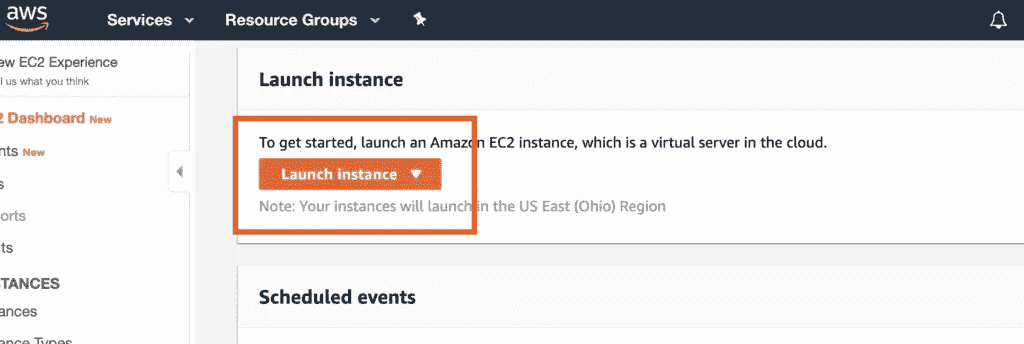 aws
Services
Resource Groups
ew EC2 Experience
l us what you think
2 Dashboard New
nts New
s
orts
ts
TANCES
ances
ance Types
Launch instance
To get started, launch an Amazon EC2 instance, which is a virtual server in the cloud.
Launch instance
Note: Your instances will launch in the US East (Ohio) Region
Scheduled events